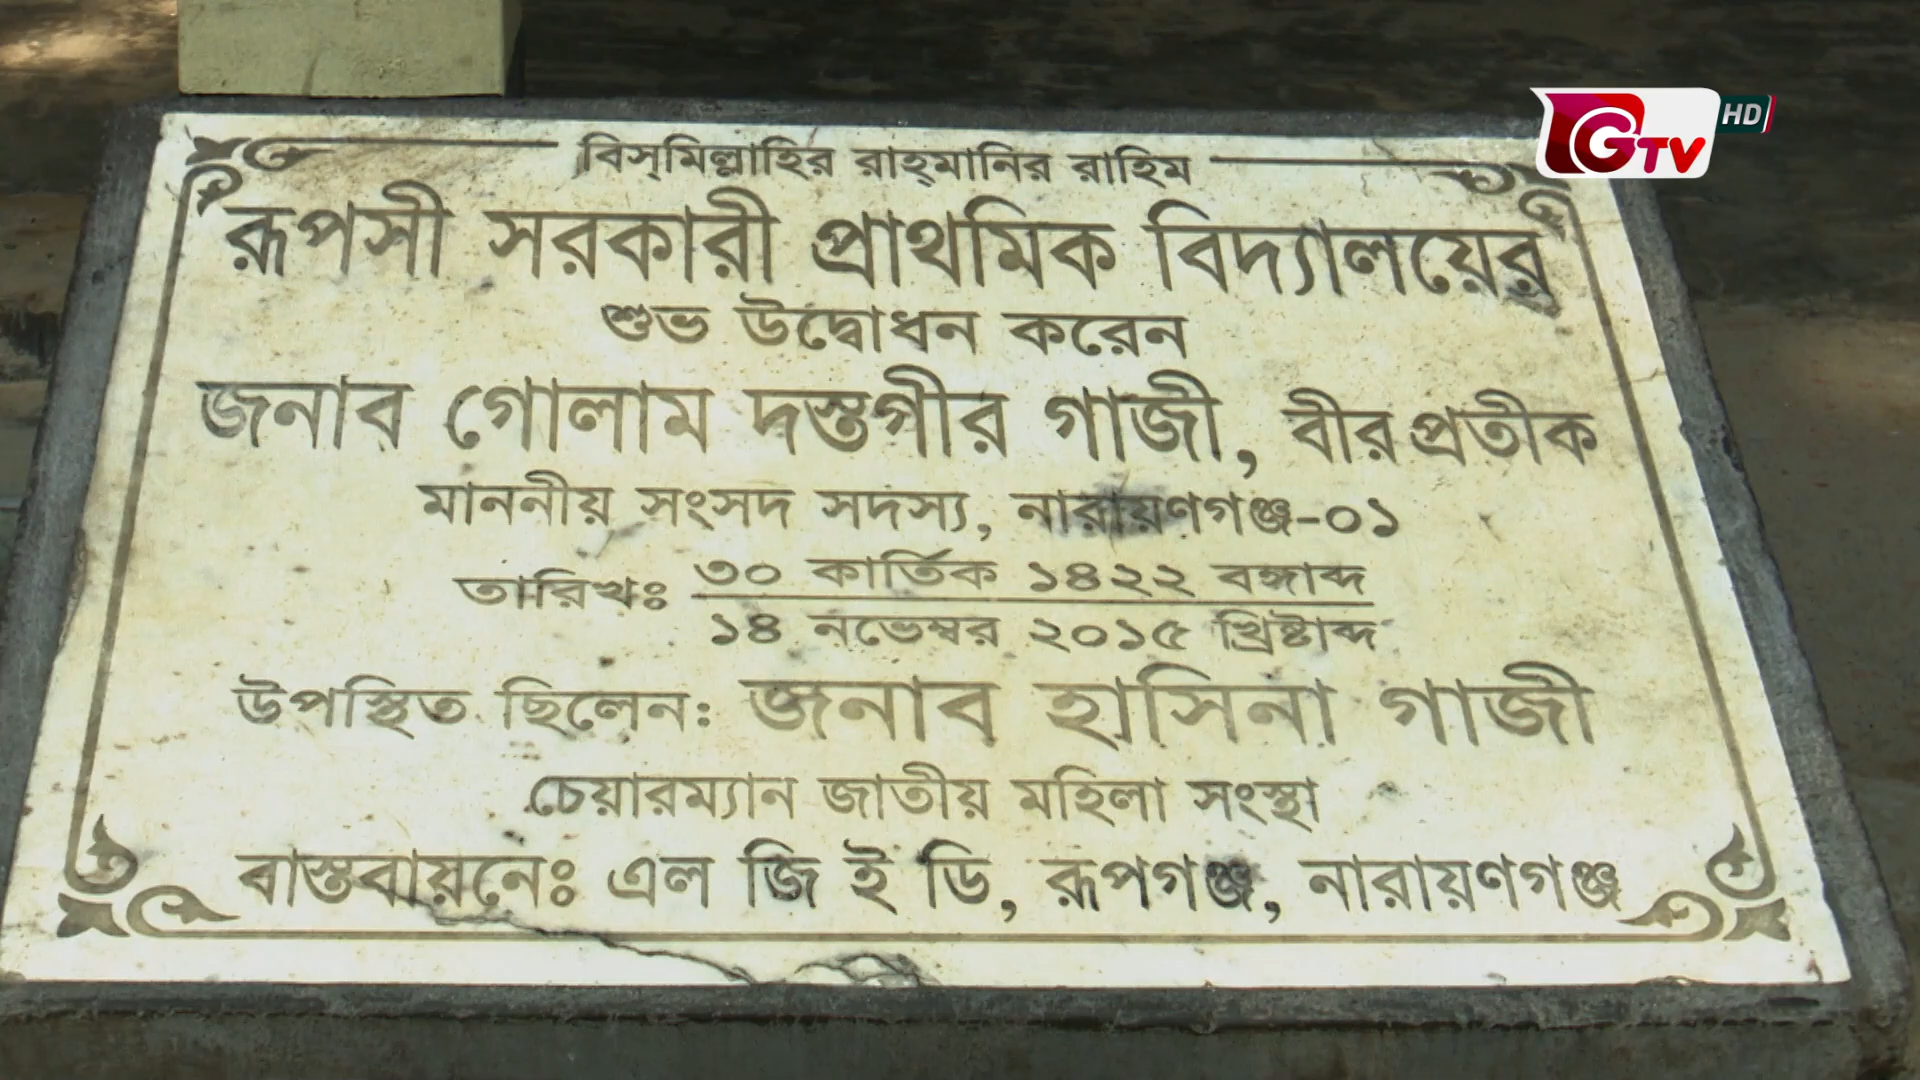 GTV HD
বিস্‌মিল্লাহির রাহ্‌মানির রাহিম
রূপসী সরকারী প্রাথমিক বিদ্যালয়ের
শুভ উদ্বোধন করেন
জনাব গোলাম দস্তগীর গাজী, বীর প্রতীক
মাননীয় সংসদ সদস্য, নারায়ণগঞ্জ-০১
তারিখঃ ৩০ কার্তিক ১৪২২ বঙ্গাব্দ
১৪ নভেম্বর ২০১৫ খ্রিষ্টাব্দ
উপস্থিত ছিলেন: জনাব হাসিনা গাজী
চেয়ারম্যান জাতীয় মহিলা সংস্থা
বাস্তবায়নেঃ এল জি ই ডি, রূপগঞ্জ, নারায়ণগঞ্জ